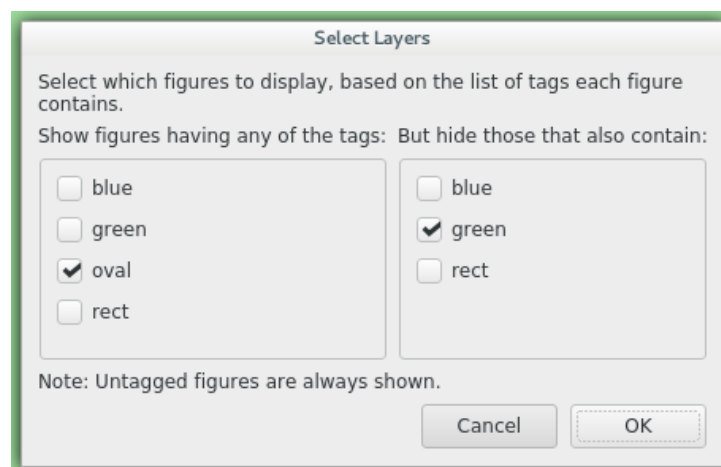 Select Layers
Select which figures to display, based on the list of tags each figure
contains.
Show figures having any of the tags: But hide those that also contain:
blue
green
oval
rect
blue
green
rect
Note: Untagged figures are always shown.
Cancel OK